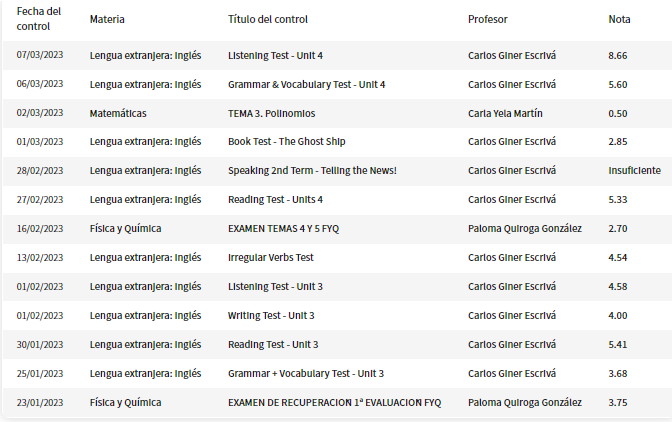 Fecha del control Materia Título del control Profesor Nota
07/03/2023 Lengua extranjera: Inglés Listening Test - Unit 4 Carlos Giner Escrivá 8.66
06/03/2023 Lengua extranjera: Inglés Grammar & Vocabulary Test - Unit 4 Carlos Giner Escrivá 5.60
02/03/2023 Matemáticas TEMA 3. Polinomios Carla Yela Martín 0.50
01/03/2023 Lengua extranjera: Inglés Book Test - The Ghost Ship Carlos Giner Escrivá 2.85
28/02/2023 Lengua extranjera: Inglés Speaking 2nd Term - Telling the News! Carlos Giner Escrivá Insuficiente
27/02/2023 Lengua extranjera: Inglés Reading Test - Units 4 Carlos Giner Escrivá 5.33
16/02/2023 Física y Química EXAMEN TEMAS 4 Y 5 FYQ Paloma Quiroga González 2.70
13/02/2023 Lengua extranjera: Inglés Irregular Verbs Test Carlos Giner Escrivá 4.54
01/02/2023 Lengua extranjera: Inglés Listening Test - Unit 3 Carlos Giner Escrivá 4.58
01/02/2023 Lengua extranjera: Inglés Writing Test - Unit 3 Carlos Giner Escrivá 4.00
30/01/2023 Lengua extranjera: Inglés Reading Test - Unit 3 Carlos Giner Escrivá 5.41
25/01/2023 Lengua extranjera: Inglés Grammar + Vocabulary Test - Unit 3 Carlos Giner Escrivá 3.68
23/01/2023 Física y Química EXAMEN DE RECUPERACIÓN 1ª EVALUACIÓN FYQ Paloma Quiroga González 3.75